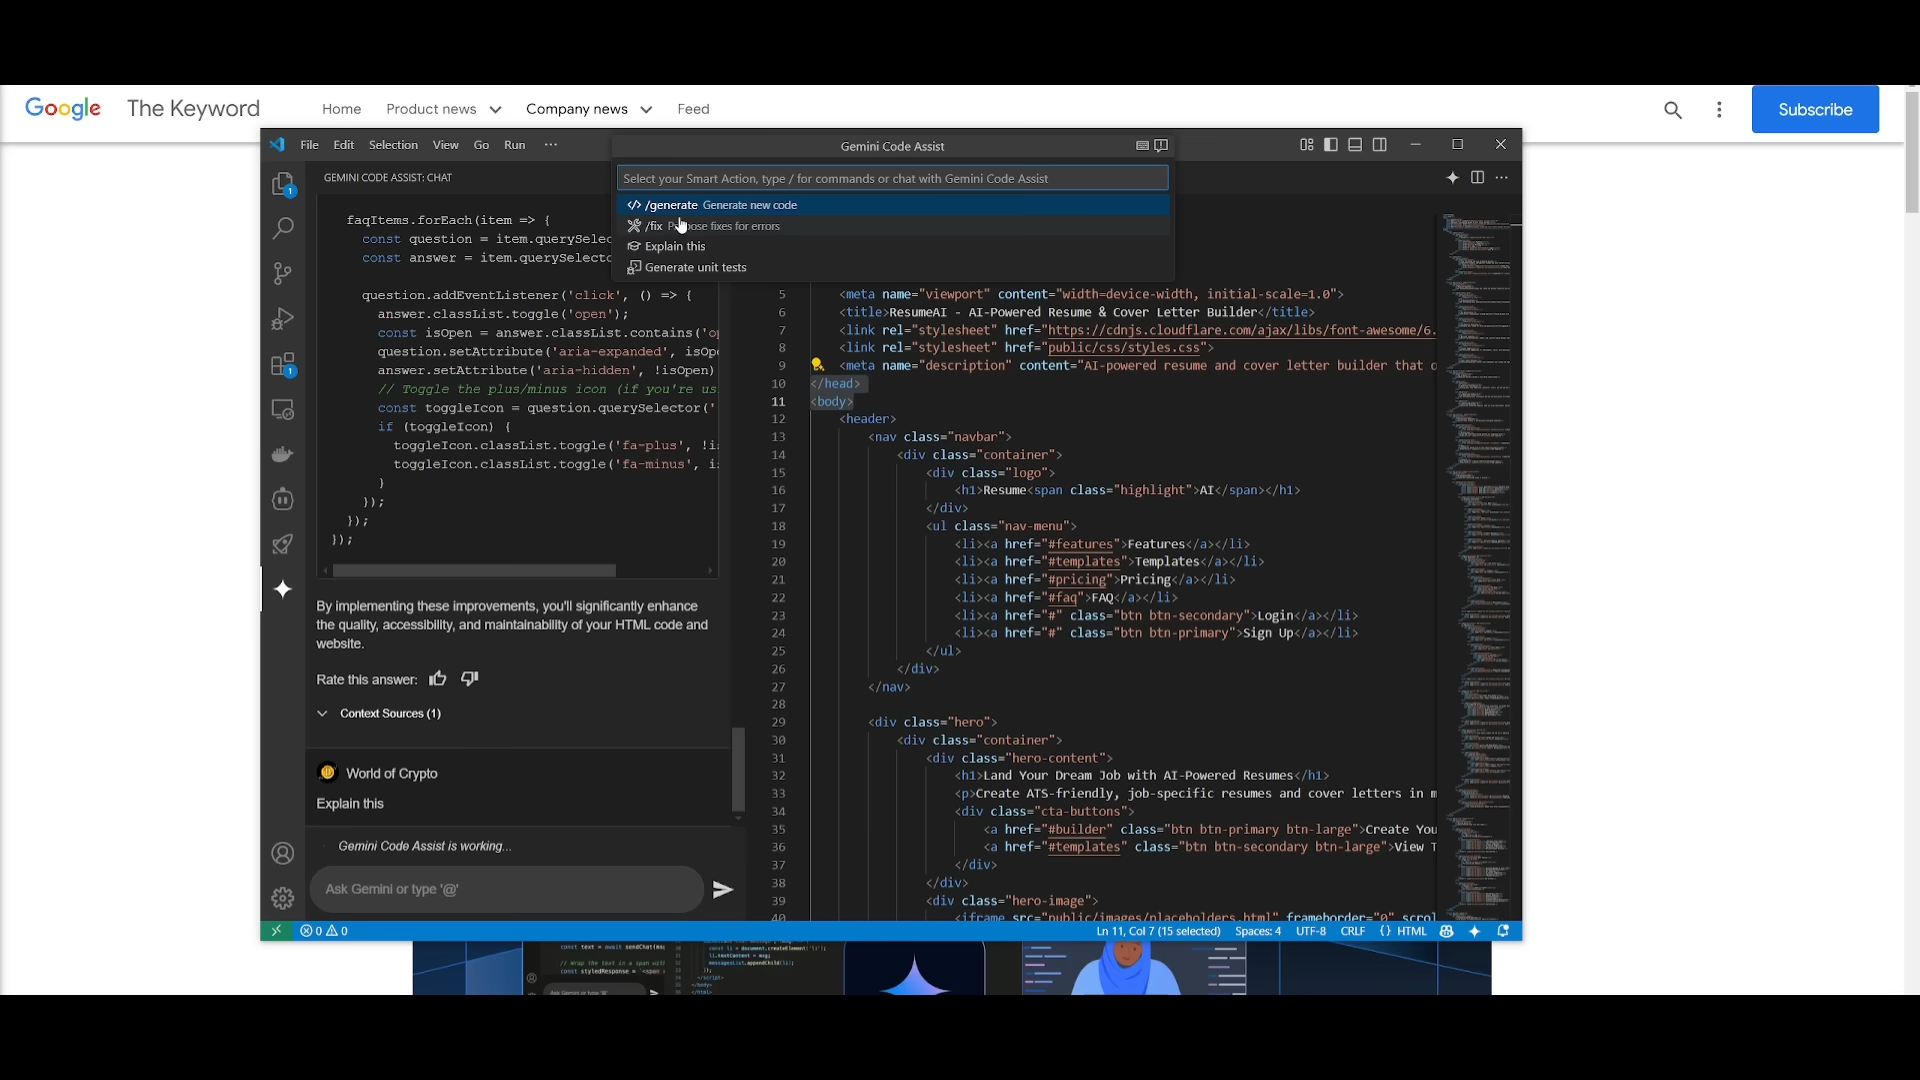 Google The Keyword Home Product news Company news Feed Subscribe
File Edit Selection View Go Run ··· Gemini Code Assist
GEMINI CODE ASSIST: CHAT
Select your Smart Action, type / for commands or chat with Gemini Code Assist
/generate Generate new code
/fix fixes for errors
Explain this
Generate unit tests
faqItems.forEach(item => {
const question = item.querySelec
const answer = item.querySelecto
question.addEventListener('click', () => {
answer.classList.toggle('open');
const isOpen = answer.classList.contains('op
question.setAttribute('aria-expanded', isOpe
answer.setAttribute('aria-hidden', !isOpen)
// Toggle the plus/minus icon (if you're us
const toggleIcon = question.querySelector('
if (toggleIcon) {
toggleIcon.classList.toggle('fa-plus', !i
toggleIcon.classList.toggle('fa-minus', i
}
});
});
});
By implementing these improvements, you'll significantly enhance
the quality, accessibility, and maintainability of your HTML code and
website.
Rate this answer:
Context Sources (1)
World of Crypto
Explain this
Gemini Code Assist is working...
Ask Gemini or type '@'
5 <meta name="viewport" content="width=device-width, initial-scale=1.0">
6 <title>ResumeAI - AI-Powered Resume & Cover Letter Builder</title>
7 <link rel="stylesheet" href="https://cdnjs.cloudflare.com/ajax/libs/font-awesome/6.
8 <link rel="stylesheet" href="public/css/styles.css">
9 <meta name="description" content="AI-powered resume and cover letter builder that
10 </head>
11 <body>
12 <header>
13 <nav class="navbar">
14 <div class="container">
15 <div class="logo">
16 <h1>Resume<span class="highlight">AI</span></h1>
17 </div>
18 <ul class="nav-menu">
19 <li><a href="#features">Features</a></li>
20 <li><a href="#templates">Templates</a></li>
21 <li><a href="#pricing">Pricing</a></li>
22 <li><a href="#faq">FAQ</a></li>
23 <li><a href="#" class="btn btn-secondary">Login</a></li>
24 <li><a href="#" class="btn btn-primary">Sign Up</a></li>
25 </ul>
26 </div>
27 </nav>
28
29 <div class="hero">
30 <div class="container">
31 <div class="hero-content">
32 <h1>Land Your Dream Job with AI-Powered Resumes</h1>
33 <p>Create ATS-friendly, job-specific resumes and cover letters in m
34 <div class="cta-buttons">
35 <a href="#builder" class="btn btn-primary btn-large">Create You
36 <a href="#templates" class="btn btn-secondary btn-large">View T
37 </div>
38 </div>
39 <div class="hero-image">
40 <iframe src="public/images/placeholders.html" frameborder="0" scrol
0 0 Ln 11, Col 7 (15 selected) Spaces: 4 UTF-8 CRLF {} HTML